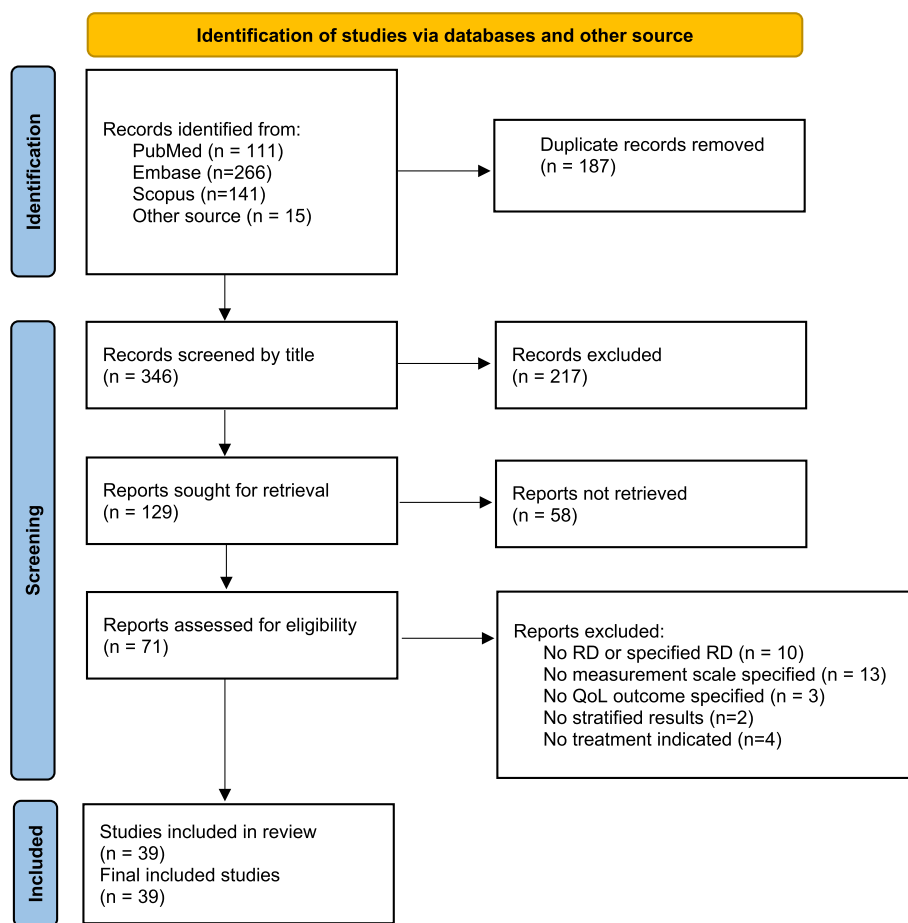 Identification of studies via databases and other source
Identification
Records identified from:
PubMed (n = 111)
Embase (n=266)
Scopus (n=141)
Other source (n = 15)
Duplicate records removed
(n = 187)
Screening
Records screened by title
(n = 346)
Records excluded
(n = 217)
Reports sought for retrieval
(n = 129)
Reports not retrieved
(n = 58)
Reports assessed for eligibility
(n = 71)
Reports excluded:
No RD or specified RD (n = 10)
No measurement scale specified (n = 13)
No QoL outcome specified (n = 3)
No stratified results (n=2)
No treatment indicated (n=4)
Included
Studies included in review
(n = 39)
Final included studies
(n = 39)